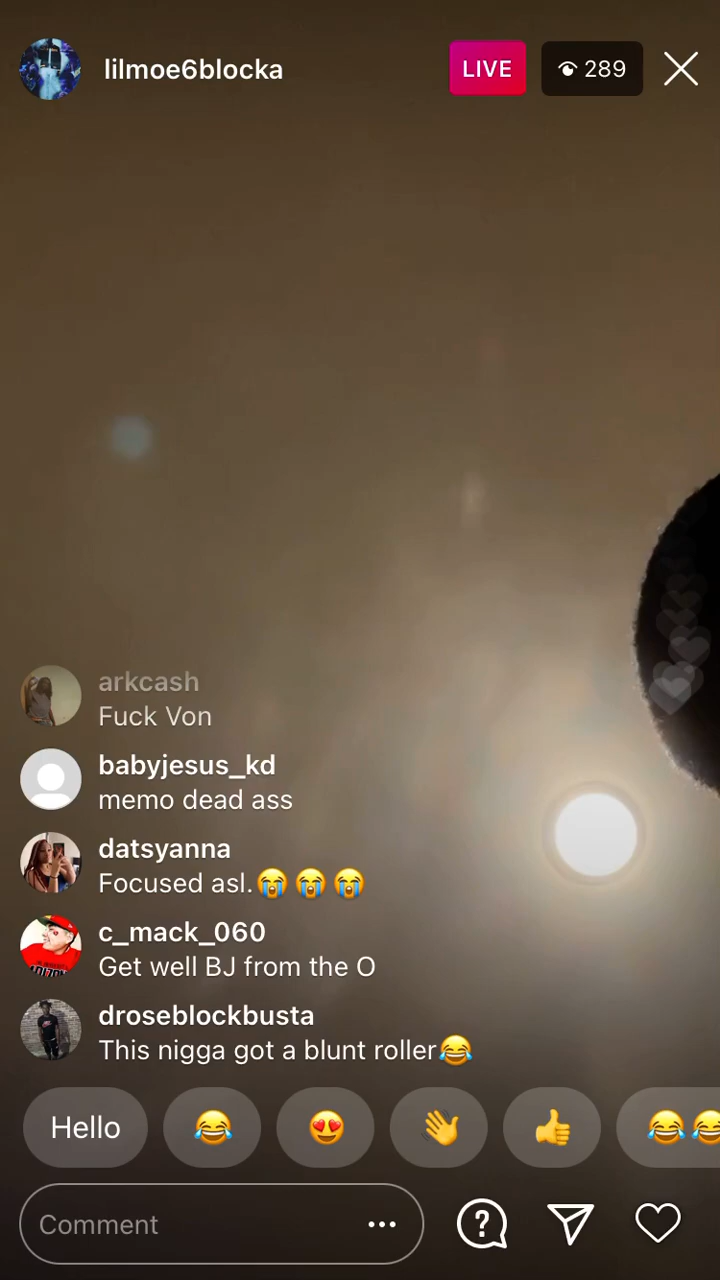 lilmoe6blocka
LIVE
289
arkcash
Fuck Von
babyjesus_kd
memo dead ass
datsyanna
Focused asl.😭😭😭
c_mack_060
Get well BJ from the O
droseblockbusta
This nigga got a blunt roller😂
Hello
Comment